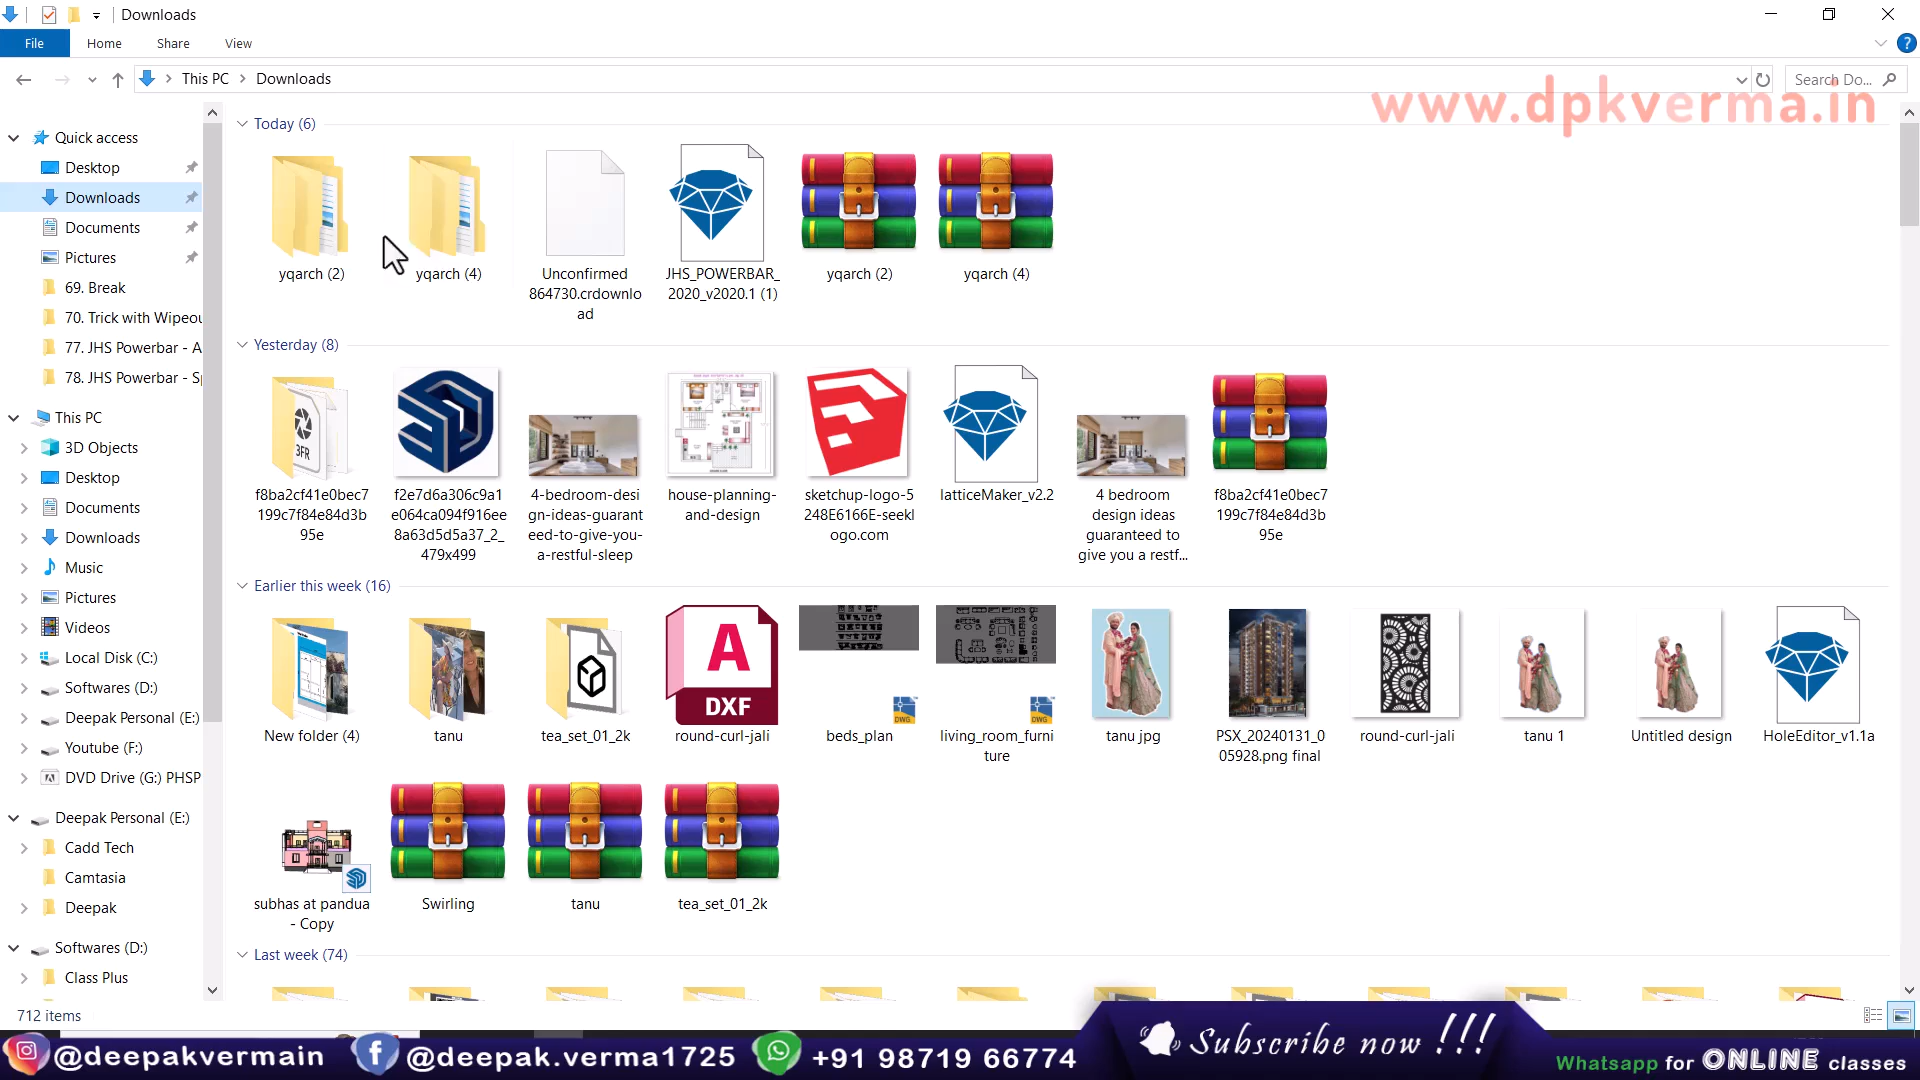 Downloads
File
Home
Share
View
This PC
Downloads
Search Do...
www.dpkverma.in
Quick access
Desktop
Downloads
Documents
Pictures
69. Break
70. Trick with Wipeou
77. JHS Powerbar - A
78. JHS Powerbar - Sp
This PC
3D Objects
Desktop
Documents
Downloads
Music
Pictures
Videos
Local Disk (C:)
Softwares (D:)
Deepak Personal (E:)
Youtube (F:)
DVD Drive (G:) PHSP
Deepak Personal (E:)
Cadd Tech
Camtasia
Deepak
Softwares (D:)
Class Plus
Today (6)
yqarch (2)
yqarch (4)
Unconfirmed
864730.crdownlo
ad
JHS_POWERBAR_
2020_v2020.1 (1)
yqarch (2)
yqarch (4)
Yesterday (8)
3FR
f8ba2cf41e0bec7
199c7f84e84d3b
95e
f2e7d6a306c9a1
e064ca094f916ee
8a63d5d5a37_2_
479x499
4-bedroom-desi
gn-ideas-guarant
eed-to-give-you-
a-restful-sleep
house-planning-
and-design
sketchup-logo-5
248E6166E-seekl
ogo.com
latticeMaker_v2.2
4 bedroom
design ideas
guaranteed to
give you a restf...
f8ba2cf41e0bec7
199c7f84e84d3b
95e
Earlier this week (16)
New folder (4)
tanu
tea_set_01_2k
A
DXF
round-curl-jali
DWG
beds_plan
DWG
living_room_furni
ture
tanu jpg
PSX_20240131_0
05928.png final
round-curl-jali
tanu 1
Untitled design
HoleEditor_v1.1a
subhas at pandua
- Copy
Swirling
tanu
tea_set_01_2k
Last week (74)
712 items
@deepakvermain
@deepak.verma1725
+91 98719 66774
Subscribe now !!!
Whatsapp for ONLINE classes